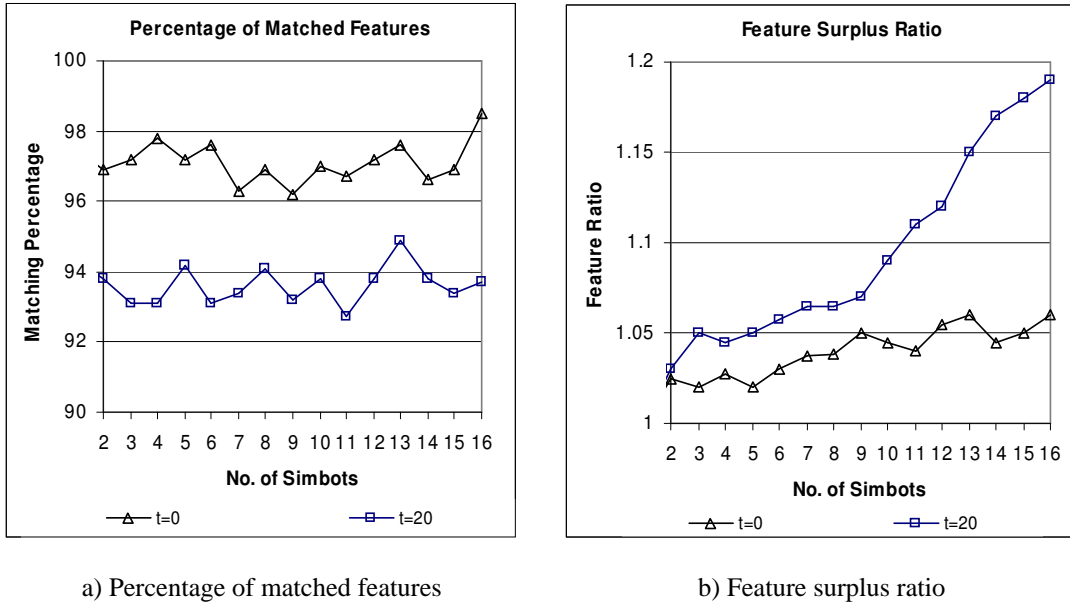 Percentage of Matched Features
100
98
96
94
92
90
Matching Percentage
2 3 4 5 6 7 8 9 10 11 12 13 14 15 16
No. of Simbots
t=0 t=20
a) Percentage of matched features
Feature Surplus Ratio
1.2
1.15
1.1
1.05
1
Feature Ratio
2 3 4 5 6 7 8 9 10 11 12 13 14 15 16
No. of Simbots
t=0 t=20
b) Feature surplus ratio